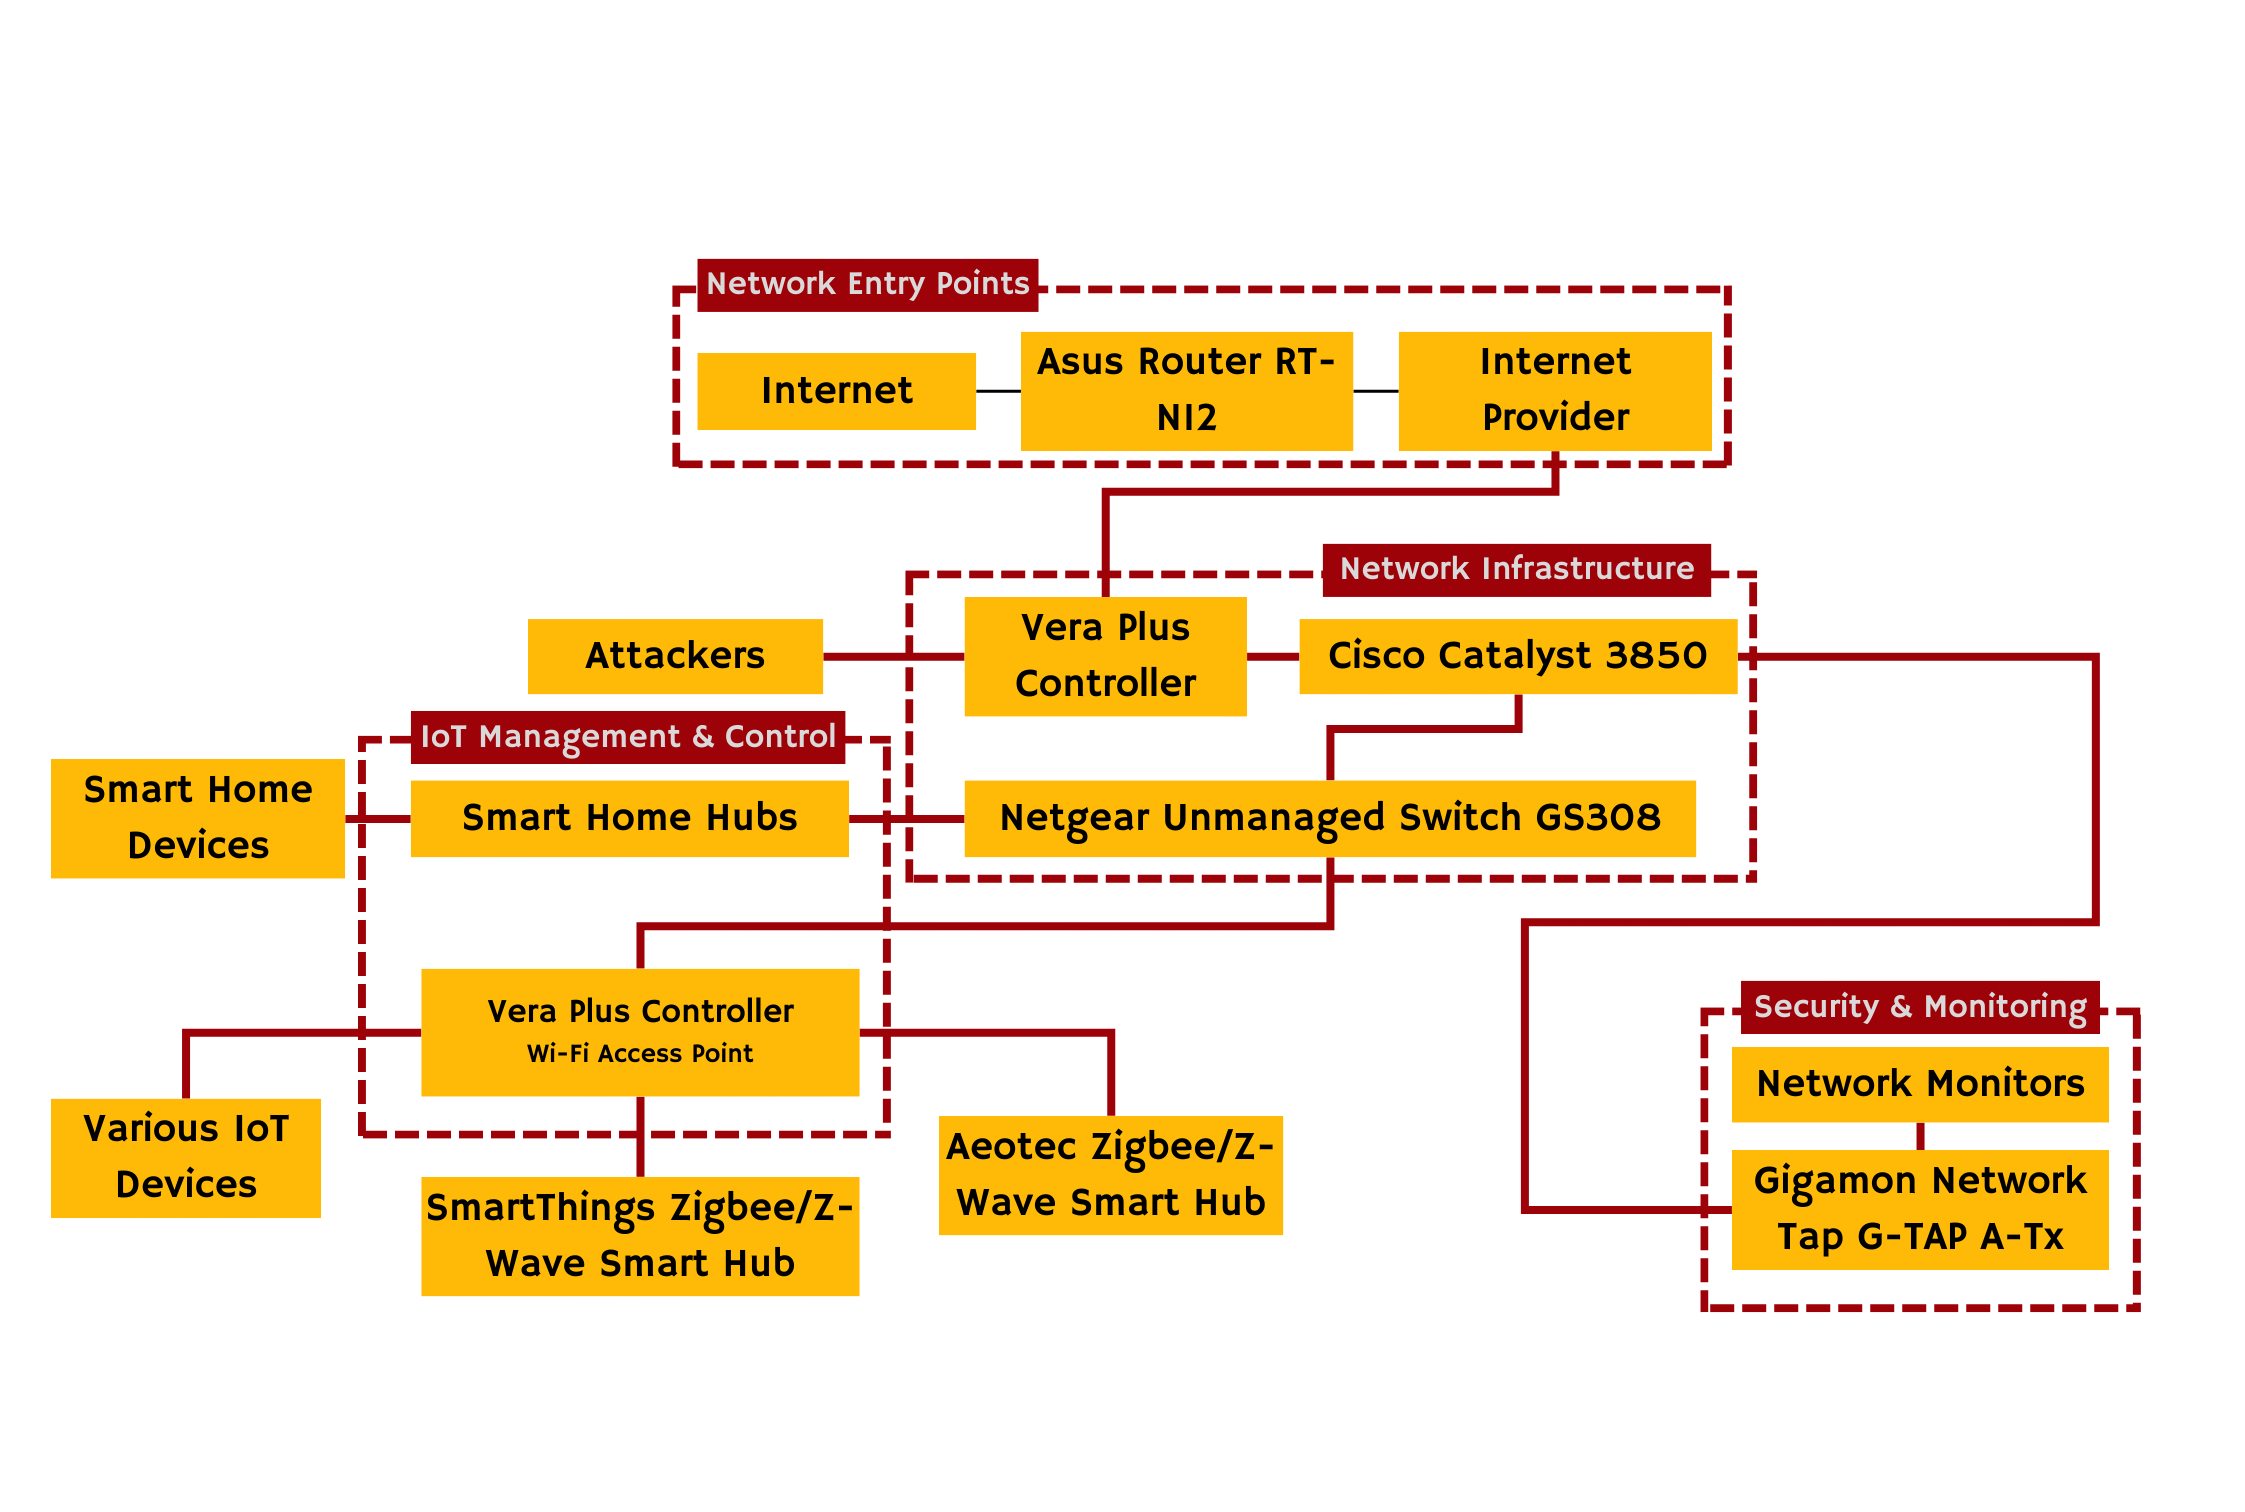 Network Entry Points
Internet
Asus Router RT-
N12
Internet
Provider
Network Infrastructure
Attackers
Vera Plus
Controller
Cisco Catalyst 3850
IoT Management & Control
Smart Home
Devices
Smart Home Hubs
Netgear Unmanaged Switch GS308
Vera Plus Controller
Wi-Fi Access Point
Security & Monitoring
Network Monitors
Various IoT
Devices
Aeotec Zigbee/Z-
Wave Smart Hub
SmartThings Zigbee/Z-
Wave Smart Hub
Gigamon Network
Tap G-TAP A-Tx